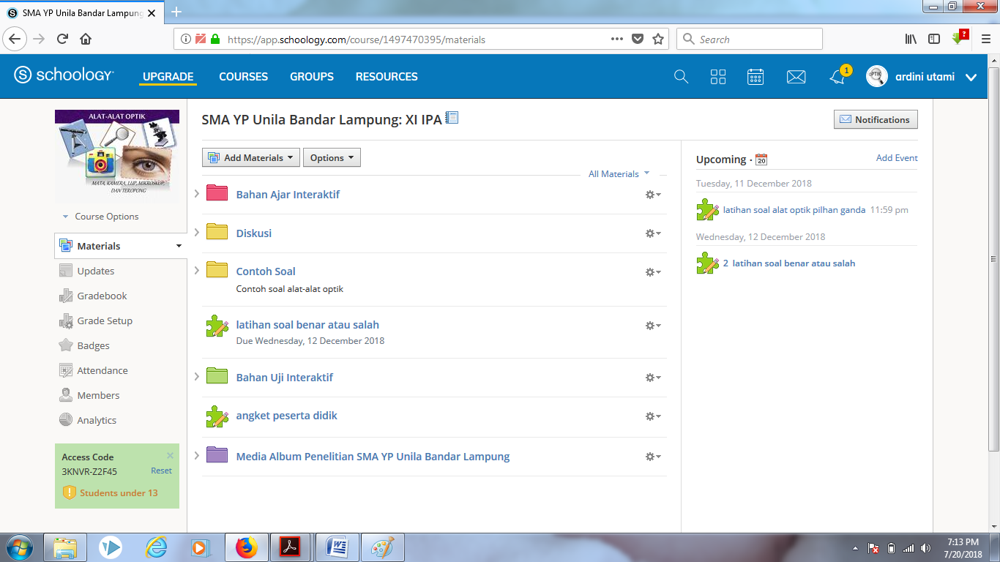 SMA YP Unila Bandar Lampung
https://app.schoology.com/course/1497470395/materials
Search
S schoology
UPGRADE
COURSES
GROUPS
RESOURCES
1
OPTIK
ardini utami
ALAT-ALAT OPTIK
MATA, KAMERA, LUP, MIKROSKOP,
DAN TEROPONG
Course Options
Materials
Updates
Gradebook
Grade Setup
Badges
Attendance
Members
Analytics
Access Code
3KNVR-Z2F45 Reset
Students under 13
SMA YP Unila Bandar Lampung: XI IPA
Notifications
Add Materials
Options
All Materials
Bahan Ajar Interaktif
Diskusi
Contoh Soal
Contoh soal alat-alat optik
latihan soal benar atau salah
Due Wednesday, 12 December 2018
Bahan Uji Interaktif
angket peserta didik
Media Album Penelitian SMA YP Unila Bandar Lampung
Upcoming · 20 Add Event
Tuesday, 11 December 2018
latihan soal alat optik pilhan ganda 11:59 pm
Wednesday, 12 December 2018
2 latihan soal benar atau salah
7:13 PM
7/20/2018